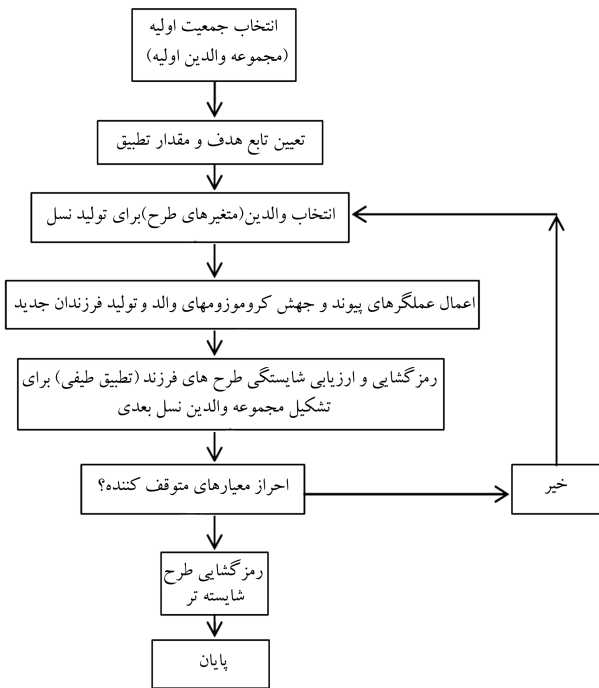 انتخاب جمعیت اولیه
(مجموعه والدین اولیه)
تعیین تابع هدف و مقدار تطبیق
انتخاب والدین(متغیرهای طرح)برای تولید نسل
اعمال عملگرهای پیوند و جهش کروموزومهای والد و تولید فرزندان جدید
رمزگشایی و ارزیابی شایستگی طرح های فرزند (تطبیق طیفی) برای
تشکیل مجموعه والدین نسل بعدی
احراز معیارهای متوقف کننده؟
خیر
رمزگشایی طرح
شایسته تر
پایان